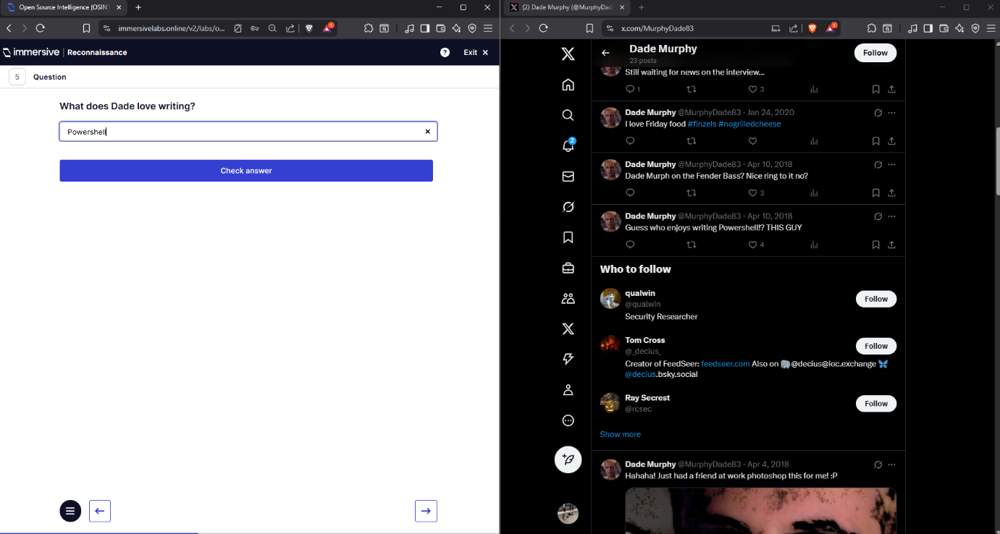 Open Source Intelligence (OSINT
immersivelabs.online/v2/labs/o...
immersive | Reconnaissance
Exit
5 Question
What does Dade love writing?
Powershell
Check answer
(2) Dade Murphy (@MurphyDade
x.com/MurphyDade83
Dade Murphy
23 posts
Follow
Still waiting for news on the interview...
1 3
Dade Murphy @MurphyDade83 · Jan 24, 2020
I love Friday food #finzels #nogrilledcheese
Dade Murphy @MurphyDade83 · Apr 10, 2018
Dade Murph on the Fender Bass? Nice ring to it no?
3
Dade Murphy @MurphyDade83 · Apr 10, 2018
Guess who enjoys writing Powershell!? THIS GUY
4
Who to follow
qualwin
@qualwin
Follow
Security Researcher
Tom Cross
@_decius_
Follow
Creator of FeedSeer: feedseer.com Also on 🐘@decius@ioc.exchange 🦋
@decius.bsky.social
Ray Secrest
@rcsec
Follow
Show more
Dade Murphy @MurphyDade83 · Apr 4, 2018
Hahaha! Just had a friend at work photoshop this for me! :P
2